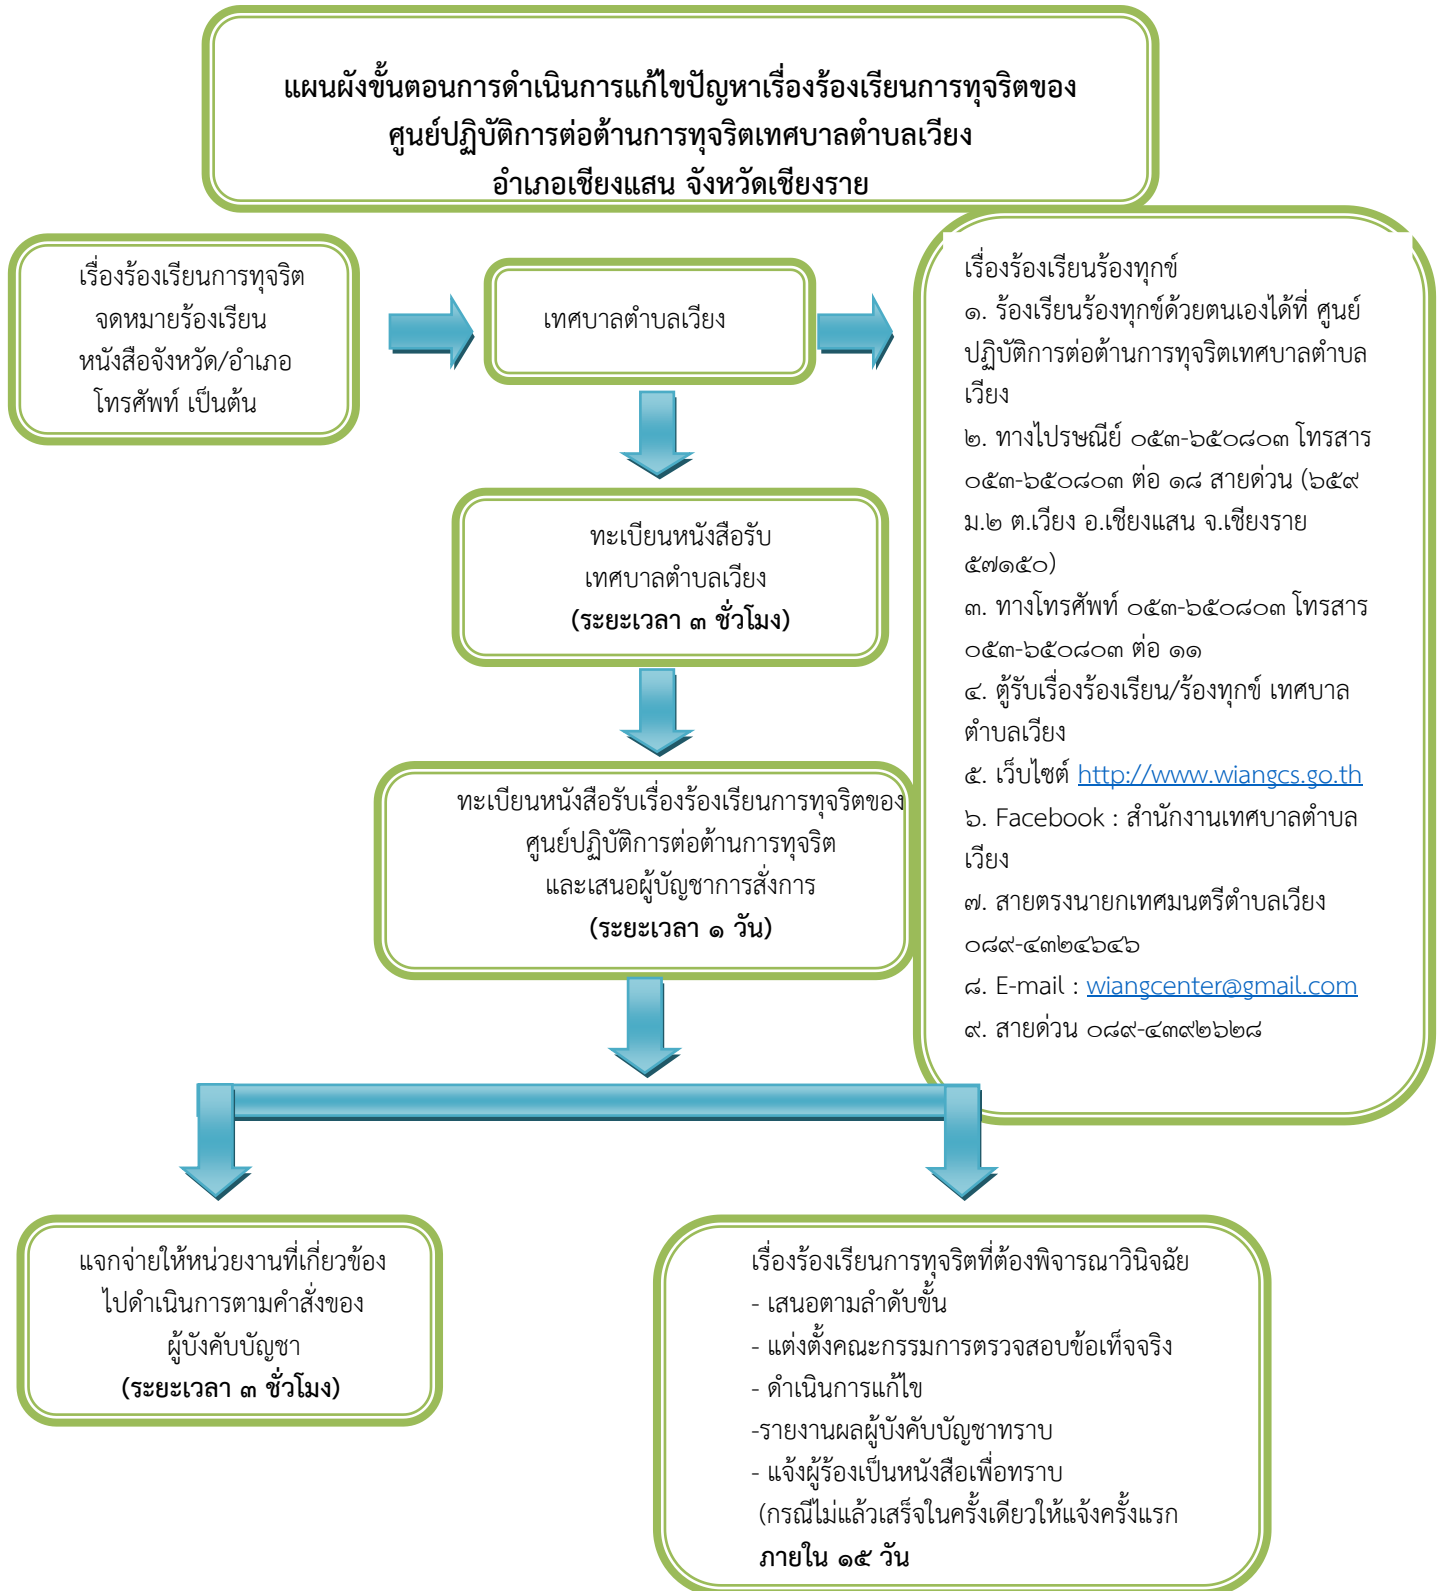 แผนผังขั้นตอนการดำเนินการแก้ไขปัญหาเรื่องร้องเรียนการทุจริตของ
ศูนย์ปฏิบัติการต่อต้านการทุจริตเทศบาลตำบลเวียง
อำเภอเชียงแสน จังหวัดเชียงราย
เรื่องร้องเรียนการทุจริต
จดหมายร้องเรียน
หนังสือจังหวัด/อำเภอ
โทรศัพท์ เป็นต้น
เทศบาลตำบลเวียง
เรื่องร้องเรียนร้องทุกข์
๑. ร้องเรียนร้องทุกข์ด้วยตนเองได้ที่ ศูนย์
ปฏิบัติการต่อต้านการทุจริตเทศบาลตำบล
เวียง
๒. ทางไปรษณีย์ ๐๕๓-๖๕๐๘๐๓ โทรสาร
๐๕๓-๖๕๐๘๐๓ ต่อ ๑๘ สายด่วน (๖๕๙
ม.๒ ต.เวียง อ.เชียงแสน จ.เชียงราย
๕๗๑๕๐)
๓. ทางโทรศัพท์ ๐๕๓-๖๕๐๘๐๓ โทรสาร
๐๕๓-๖๕๐๘๐๓ ต่อ ๑๑
๔. ตู้รับเรื่องร้องเรียน/ร้องทุกข์ เทศบาล
ตำบลเวียง
๕. เว็บไซต์ http://www.wiangcs.go.th
๖. Facebook : สำนักงานเทศบาลตำบล
เวียง
๗. สายตรงนายกเทศมนตรีตำบลเวียง
๐๘๙-๔๓๒๔๖๔๖
๘. E-mail : wiangcenter@gmail.com
๙. สายด่วน ๐๘๙-๔๓๙๒๖๒๘
ทะเบียนหนังสือรับ
เทศบาลตำบลเวียง
(ระยะเวลา ๓ ชั่วโมง)
ทะเบียนหนังสือรับเรื่องร้องเรียนการทุจริตของ
ศูนย์ปฏิบัติการต่อต้านการทุจริต
และเสนอผู้บัญชาการสั่งการ
(ระยะเวลา ๑ วัน)
แจกจ่ายให้หน่วยงานที่เกี่ยวข้อง
ไปดำเนินการตามคำสั่งของ
ผู้บังคับบัญชา
(ระยะเวลา ๓ ชั่วโมง)
เรื่องร้องเรียนการทุจริตที่ต้องพิจารณาวินิจฉัย
- เสนอตามลำดับขั้น
- แต่งตั้งคณะกรรมการตรวจสอบข้อเท็จจริง
- ดำเนินการแก้ไข
-รายงานผลผู้บังคับบัญชาทราบ
- แจ้งผู้ร้องเป็นหนังสือเพื่อทราบ
(กรณีไม่แล้วเสร็จในครั้งเดียวให้แจ้งครั้งแรก
ภายใน ๑๕ วัน